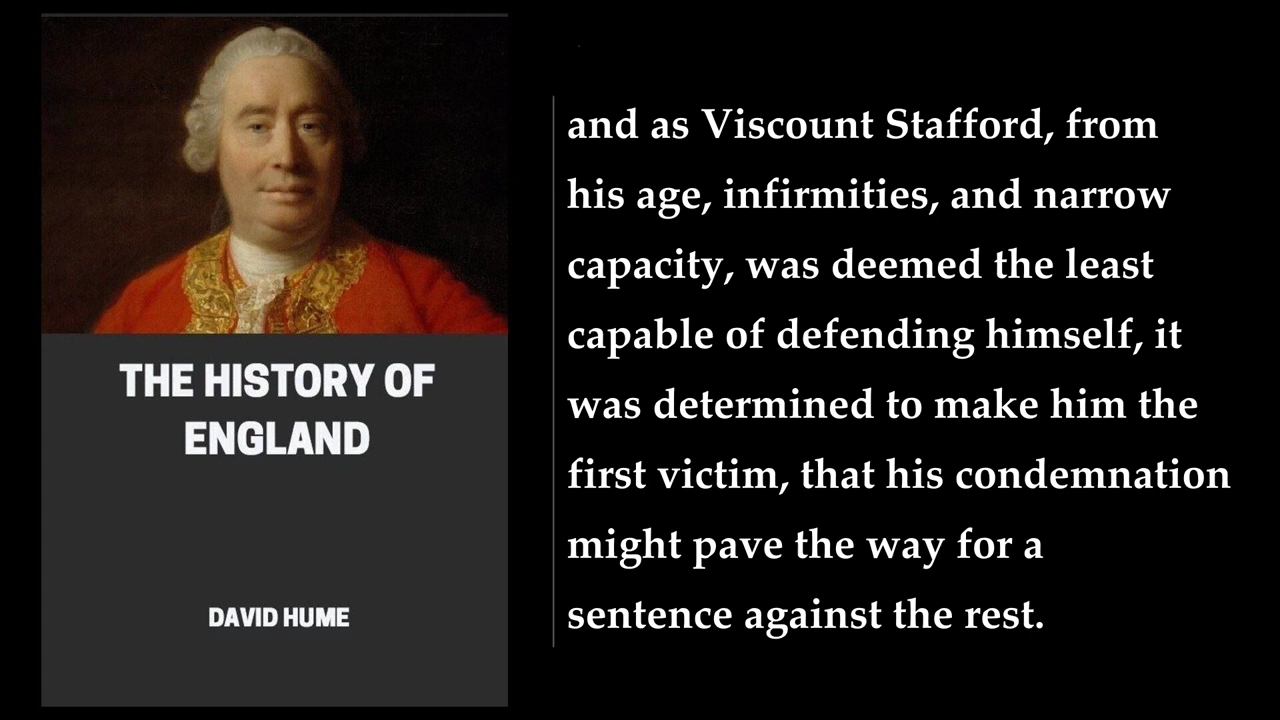 THE HISTORY OF
ENGLAND
DAVID HUME
and as Viscount Stafford, from
his age, infirmities, and narrow
capacity, was deemed the least
capable of defending himself, it
was determined to make him the
first victim, that his condemnation
might pave the way for a
sentence against the rest.